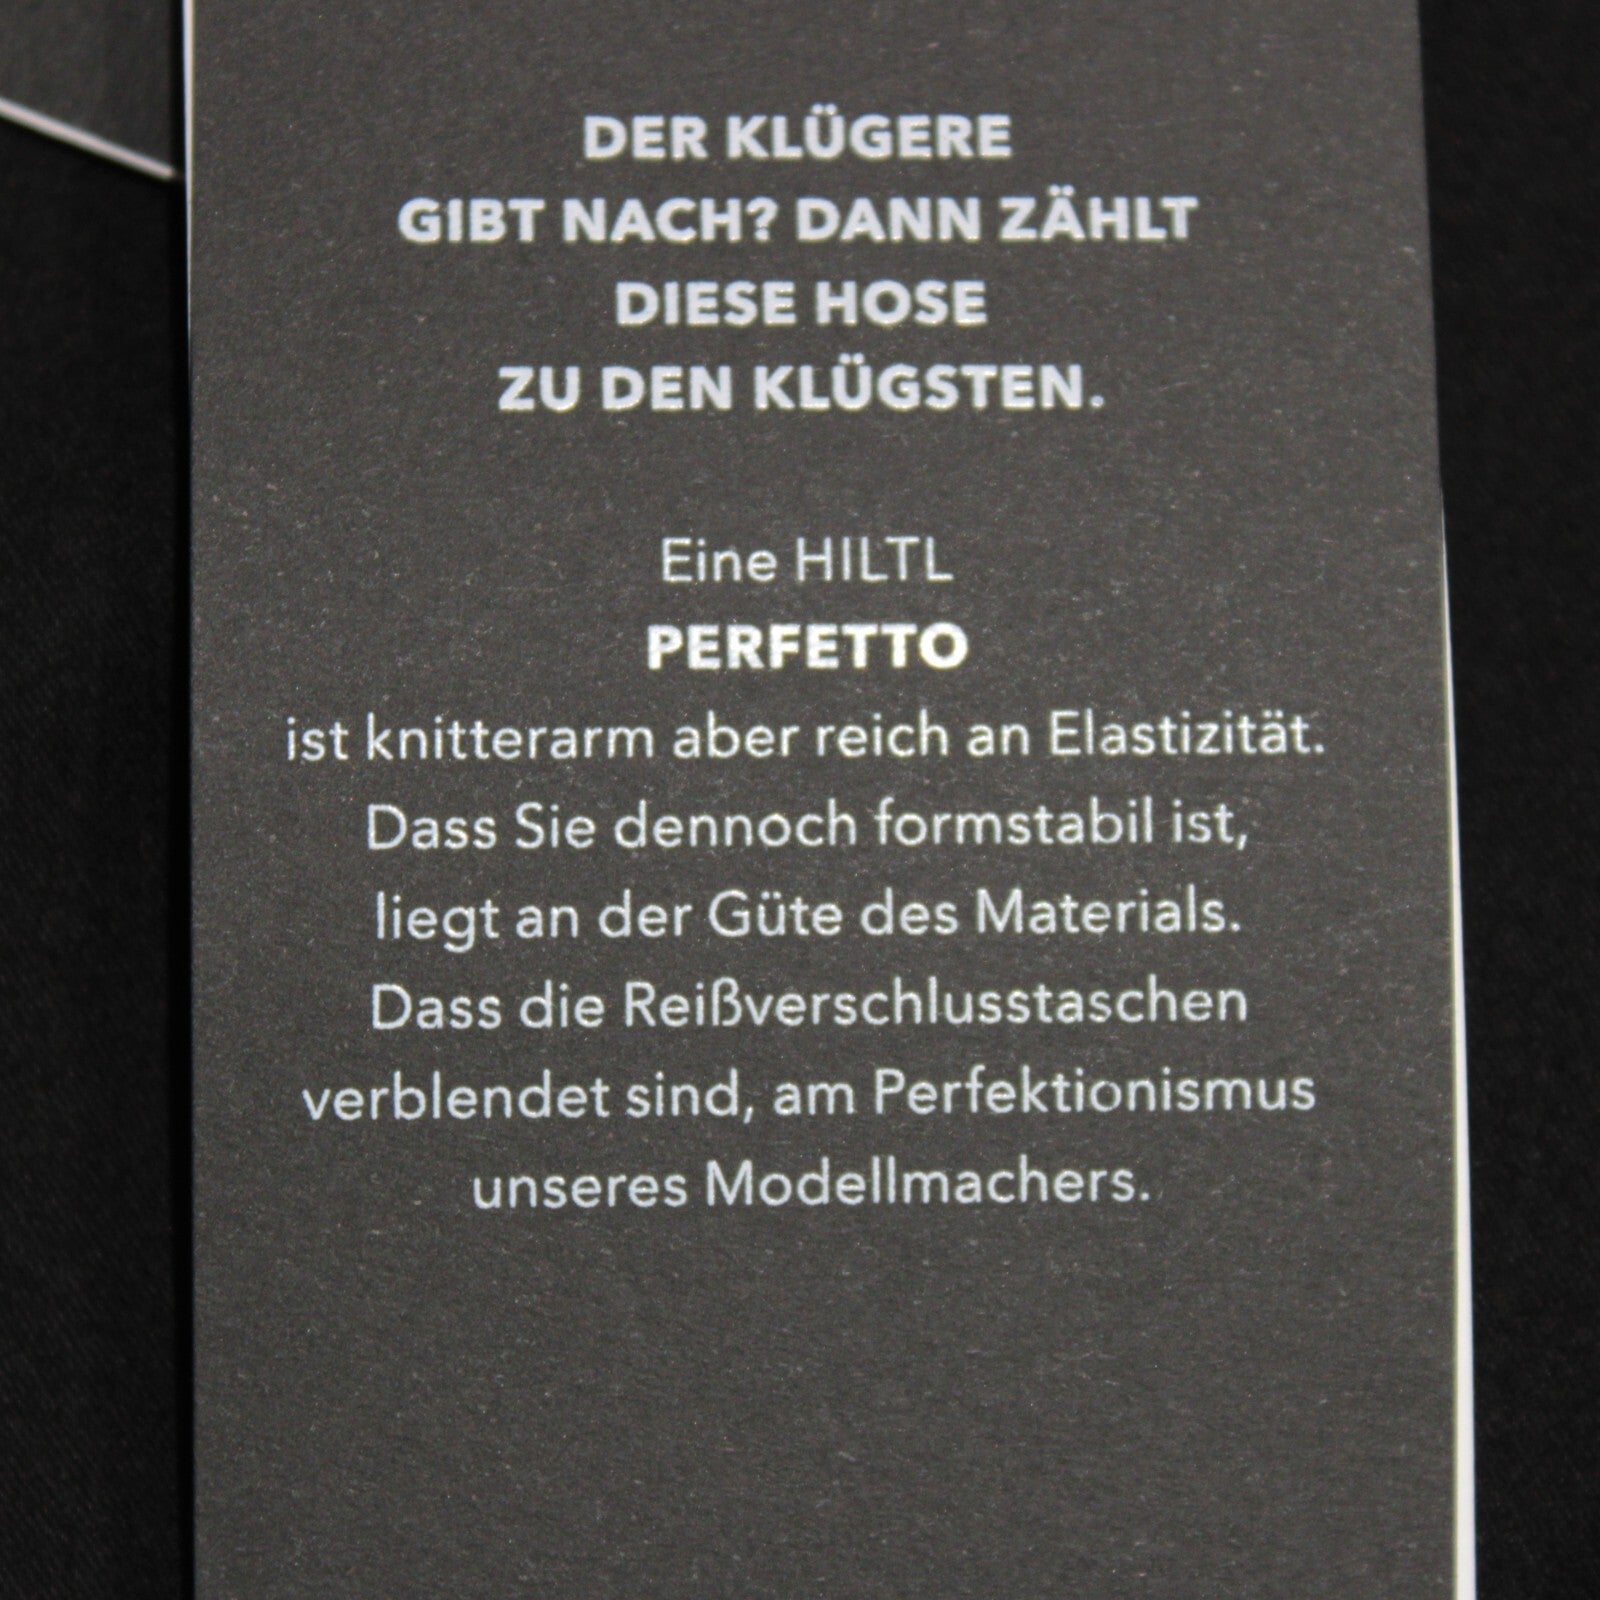 DER KLÜGERE
GIBT NACH? DANN ZÄHLT
DIESE HOSE
ZU DEN KLÜGSTEN.
Eine HILTL
PERFETTO
ist knitterarm aber reich an Elastizität.
Dass Sie dennoch formstabil ist,
liegt an der Güte des Materials.
Dass die Reißverschlusstaschen
verblendet sind, am Perfektionismus
unseres Modellmachers.